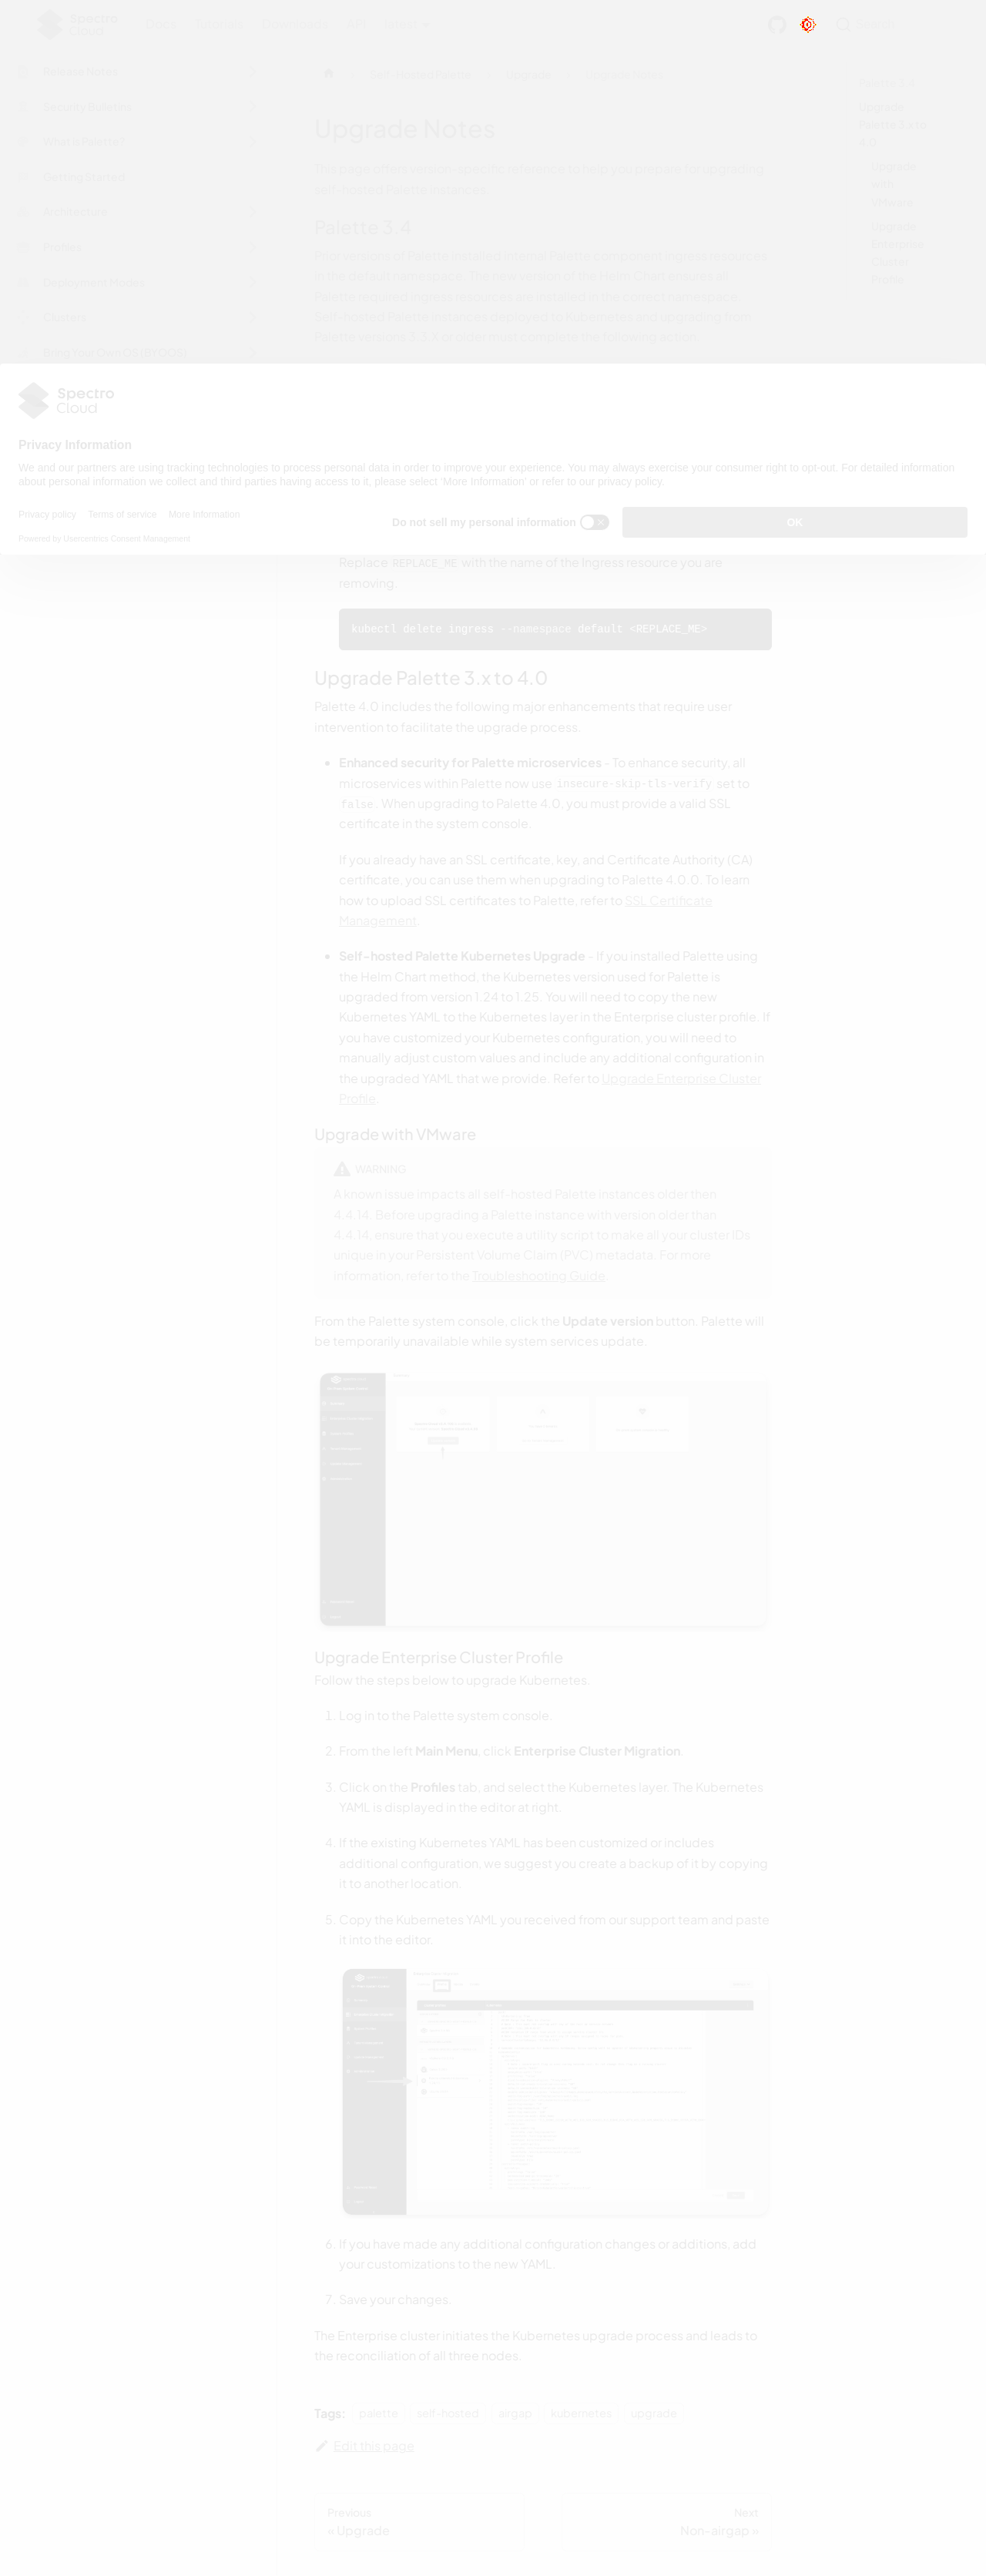 Spectro
Cloud
Docs
Tutorials
Downloads
API
Search
Release Notes
Security Bulletins
What is Palette?
Getting Started
Architecture
Profiles
Deployment Modes
Clusters
Bring Your Own OS (BYOOS)
Self-Hosted Palette
Upgrade
Upgrade Notes
Palette 3.4
Upgrade
Palette 3.x to
4.0
Upgrade
with
VMware
Upgrade
Enterprise
Cluster
Profile
Upgrade Notes
This page offers version-specific reference to help you prepare for upgrading
self-hosted Palette instances.
Palette 3.4
Prior versions of Palette installed internal Palette component ingress resources
in the default namespace. The new version of the Helm Chart ensures all
Palette required ingress resources are installed in the correct namespace.
Self-hosted Palette instances deployed to Kubernetes and upgrading from
Palette versions 3.3.X or older must complete the following action.
Spectro
Cloud
Privacy Information
We and our partners are using tracking technologies to process personal data in order to improve your experience. You may always exercise your consumer right to opt-out. For detailed information
about personal information we collect and third parties having access to it, please select ‘More Information’ or refer to our privacy policy.
Privacy policy
Terms of service
More Information
Do not sell my personal information
OK
Powered by Usercentrics Consent Management
Replace REPLACE_ME with the name of the Ingress resource you are
removing.
kubectl delete ingress --namespace default <REPLACE_ME>
Upgrade Palette 3.x to 4.0
Palette 4.0 includes the following major enhancements that require user
intervention to facilitate the upgrade process.
Enhanced security for Palette microservices - To enhance security, all
microservices within Palette now use insecure-skip-tls-verify set to
false. When upgrading to Palette 4.0, you must provide a valid SSL
certificate in the system console.
If you already have an SSL certificate, key, and Certificate Authority (CA)
certificate, you can use them when upgrading to Palette 4.0.0. To learn
how to upload SSL certificates to Palette, refer to SSL Certificate
Management.
Self-hosted Palette Kubernetes Upgrade - If you installed Palette using
the Helm Chart method, the Kubernetes version used for Palette is
upgraded from version 1.24 to 1.25. You will need to copy the new
Kubernetes YAML to the Kubernetes layer in the Enterprise cluster profile. If
you have customized your Kubernetes configuration, you will need to
manually adjust custom values and include any additional configuration in
the upgraded YAML that we provide. Refer to Upgrade Enterprise Cluster
Profile.
Upgrade with VMware
WARNING
A known issue impacts all self-hosted Palette instances older then
4.4.14. Before upgrading a Palette instance with version older than
4.4.14, ensure that you execute a utility script to make all your cluster IDs
unique in your Persistent Volume Claim (PVC) metadata. For more
information, refer to the Troubleshooting Guide.
From the Palette system console, click the Update version button. Palette will
be temporarily unavailable while system services update.
Upgrade Enterprise Cluster Profile
Follow the steps below to upgrade Kubernetes.
1. Log in to the Palette system console.
2. From the left Main Menu, click Enterprise Cluster Migration.
3. Click on the Profiles tab, and select the Kubernetes layer. The Kubernetes
YAML is displayed in the editor at right.
4. If the existing Kubernetes YAML has been customized or includes
additional configuration, we suggest you create a backup of it by copying
it to another location.
5. Copy the Kubernetes YAML you received from our support team and paste
it into the editor.
6. If you have made any additional configuration changes or additions, add
your customizations to the new YAML.
7. Save your changes.
The Enterprise cluster initiates the Kubernetes upgrade process and leads to
the reconciliation of all three nodes.
Tags:
palette
self-hosted
airgap
kubernetes
upgrade
Edit this page
Previous
« Upgrade
Next
Non-airgap »